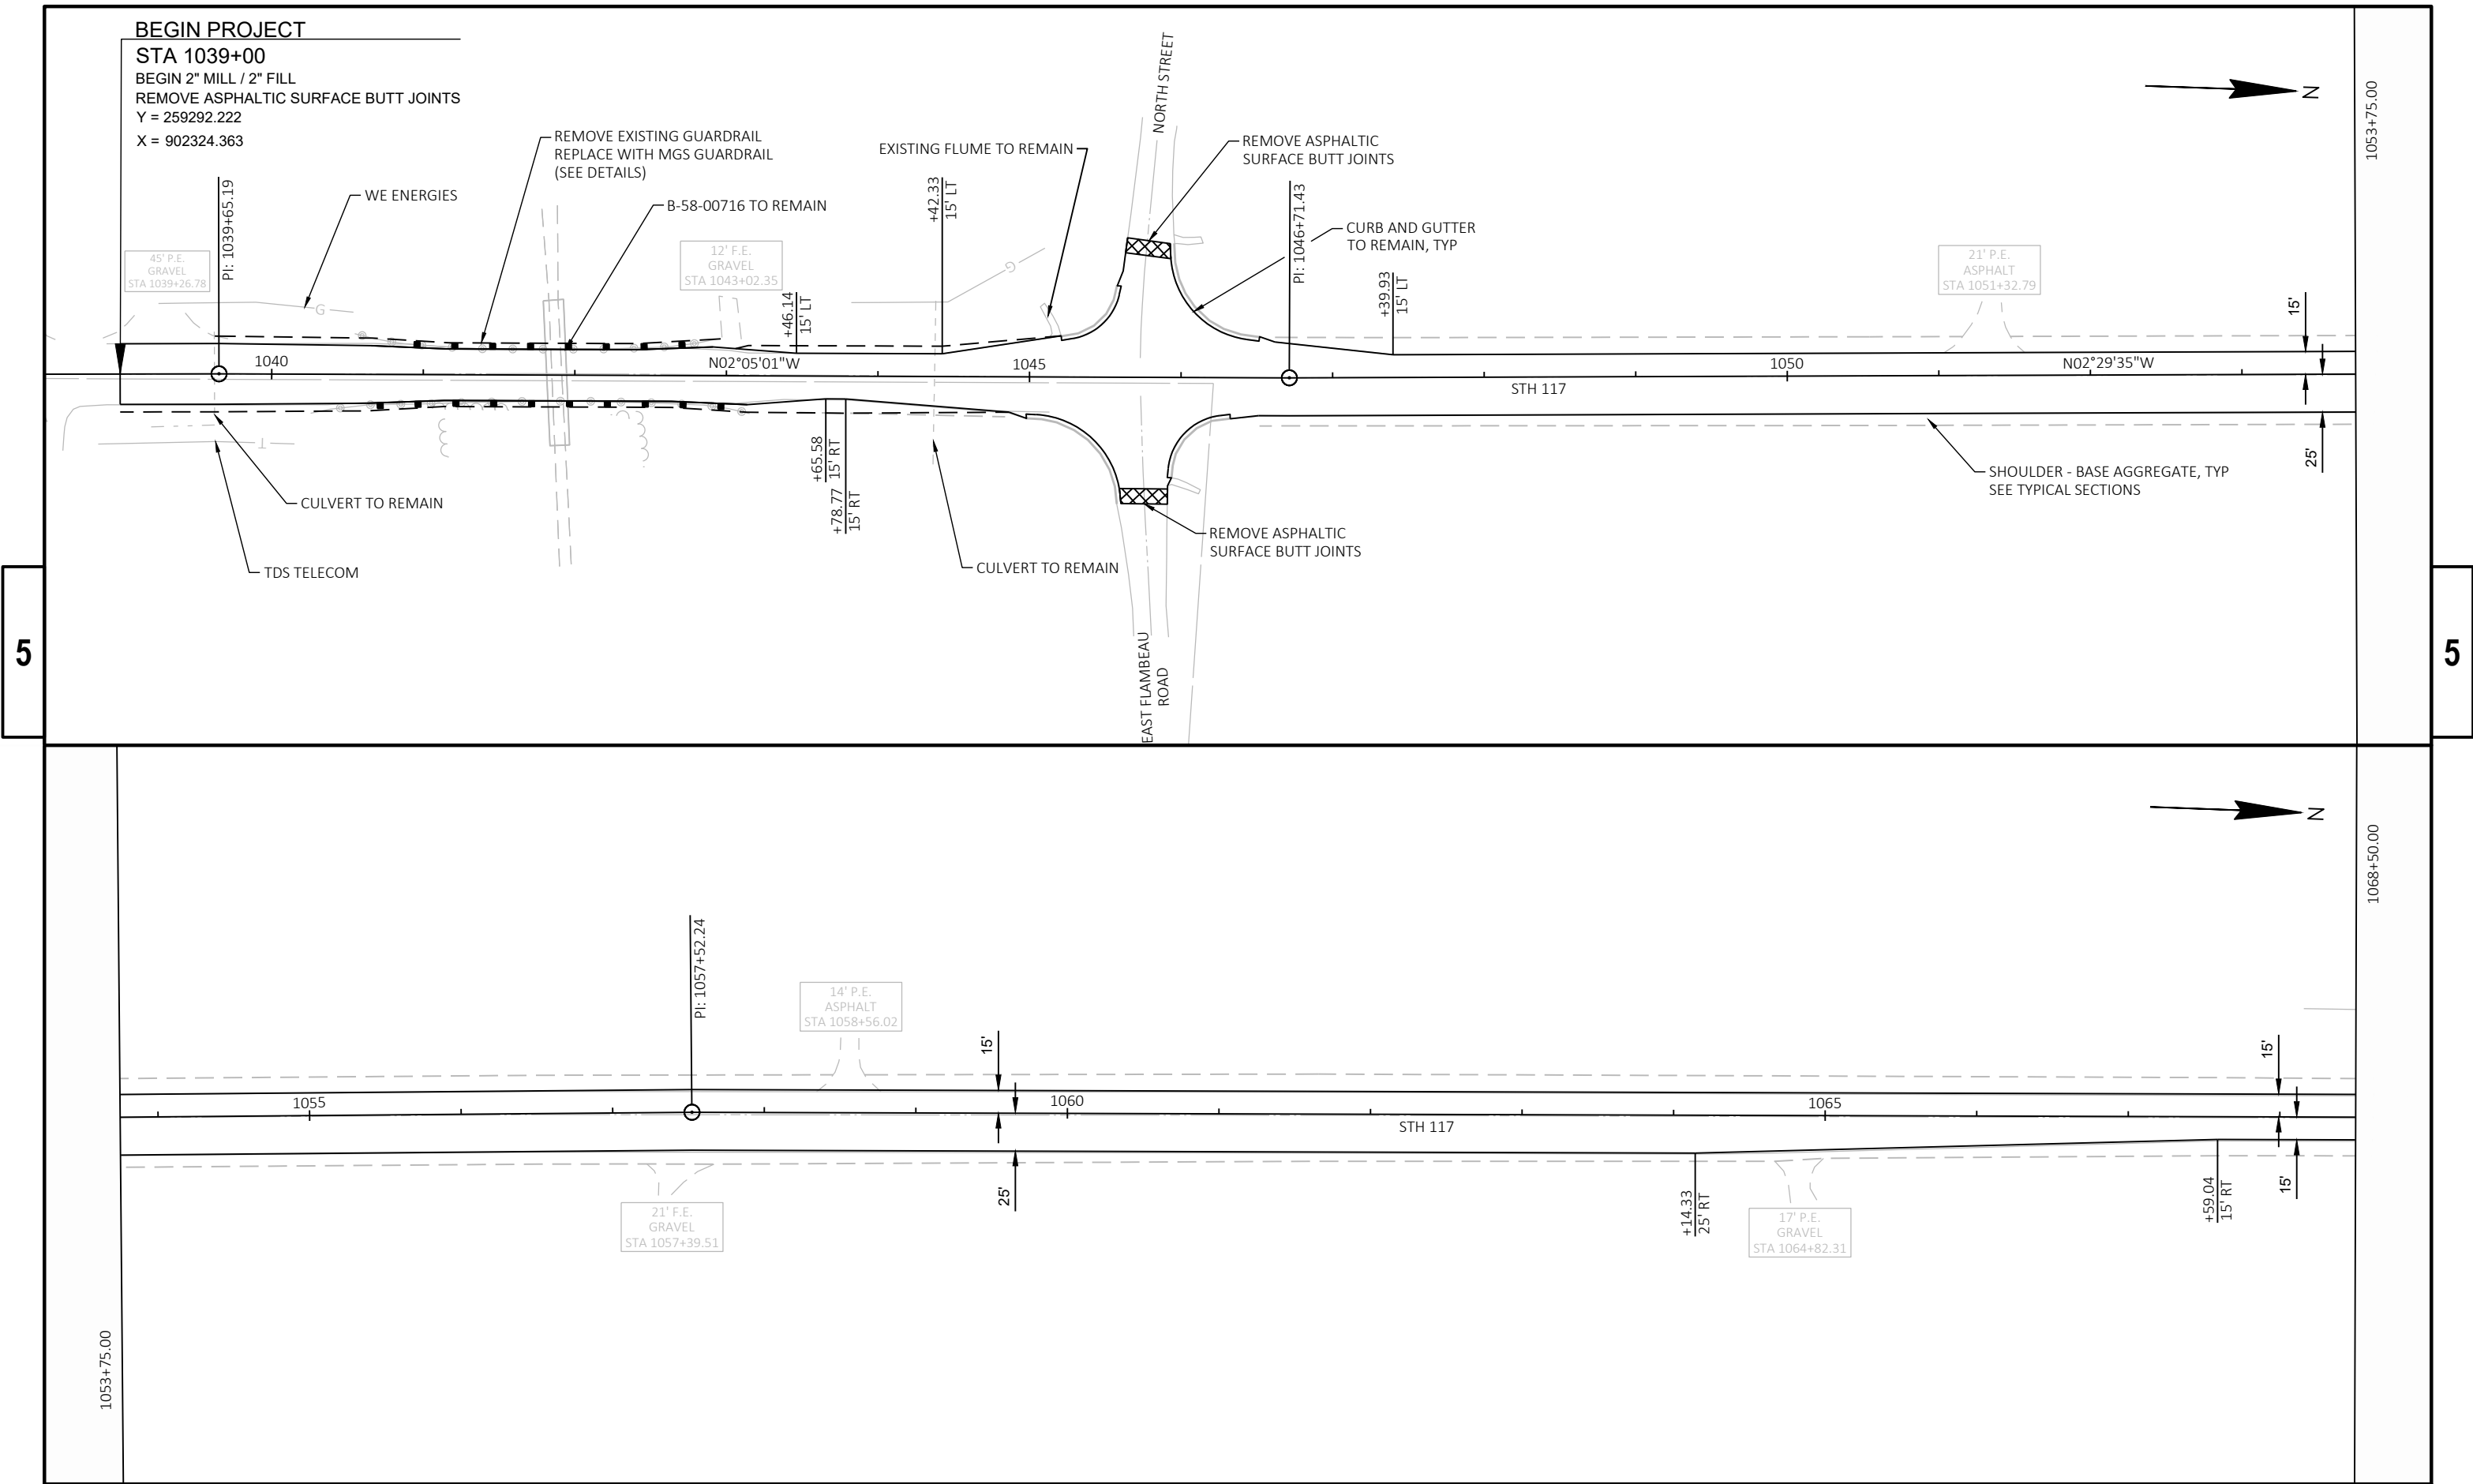 BEGIN PROJECT
STA 1039+00
BEGIN 2" MILL / 2" FILL
REMOVE ASPHALTIC SURFACE BUTT JOINTS
Y = 259292.222
X = 902324.363
PI: 1039+65.19
WE ENERGIES
REMOVE EXISTING GUARDRAIL
REPLACE WITH MGS GUARDRAIL
(SEE DETAILS)
B-58-00716 TO REMAIN
EXISTING FLUME TO REMAIN
+42.33
15' LT
NORTH STREET
REMOVE ASPHALTIC
SURFACE BUTT JOINTS
PI: 1046+71.43
CURB AND GUTTER
TO REMAIN, TYP
+39.93
15' LT
N
1053+75.00
45' P.E.
GRAVEL
STA 1039+26.78
12' F.E.
GRAVEL
STA 1043+02.35
21' P.E.
ASPHALT
STA 1051+32.79
G
G
+46.14
15' LT
15'
1040
N02°05'01"W
1045
STH 117
1050
N02°29'35"W
T
+65.58
15' RT
+78.77
15' RT
25'
CULVERT TO REMAIN
TDS TELECOM
CULVERT TO REMAIN
REMOVE ASPHALTIC
SURFACE BUTT JOINTS
SHOULDER - BASE AGGREGATE, TYP
SEE TYPICAL SECTIONS
EAST FLAMBEAU
ROAD
5
5
N
1068+50.00
PI: 1057+52.24
14' P.E.
ASPHALT
STA 1058+56.02
15'
15'
1055
1060
1065
STH 117
25'
21' F.E.
GRAVEL
STA 1057+39.51
+14.33
25' RT
17' P.E.
GRAVEL
STA 1064+82.31
+59.04
15' RT
15'
1053+75.00